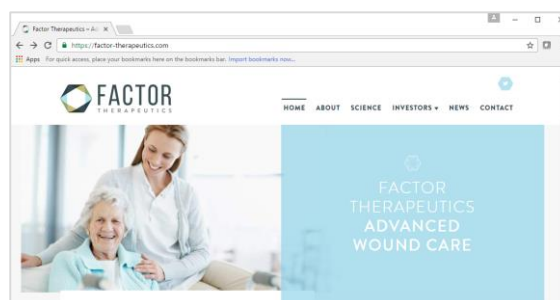 Factor Therapeutics – Ad
https://factor-therapeutics.com
Apps For quick access, place your bookmarks here on the bookmarks bar. Import bookmarks now...
FACTOR
THERAPEUTICS
HOME ABOUT SCIENCE INVESTORS NEWS CONTACT
FACTOR
THERAPEUTICS
ADVANCED
WOUND CARE